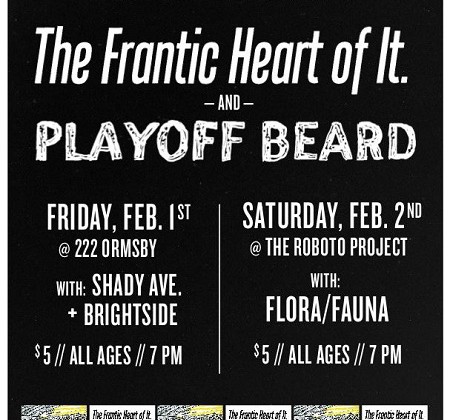 The Frantic Heart of It.
– AND –
PLAYOFF BEARD
FRIDAY, FEB. 1ST
@ 222 ORMSBY
WITH: SHADY AVE.
+ BRIGHTSIDE
$5 // ALL AGES // 7 PM
SATURDAY, FEB. 2ND
@ THE ROBOTO PROJECT
WITH:
FLORA/FAUNA
$5 // ALL AGES // 7 PM
The Frantic Heart of It.
The Frantic Heart of It.
The Frantic Heart of It.